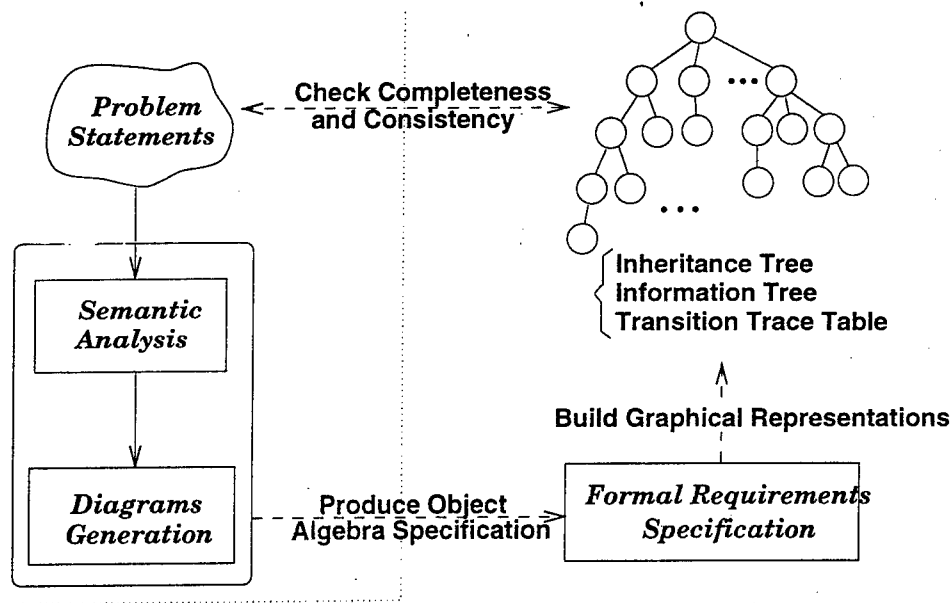 Problem
Statements
Check Completeness
and Consistency
Inheritance Tree
Information Tree
Transition Trace Table
Semantic
Analysis
Build Graphical Representations
Diagrams
Generation
Produce Object
Algebra Specification
Formal Requirements
Specification